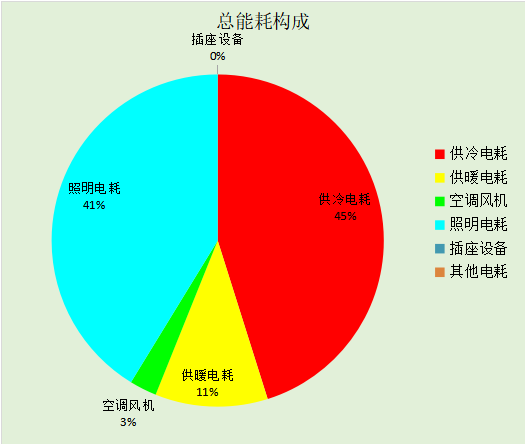 总能耗构成
插座设备
0%
供冷电耗
45%
供暖电耗
11%
空调风机
3%
照明电耗
41%
供冷电耗
供暖电耗
空调风机
照明电耗
插座设备
其他电耗